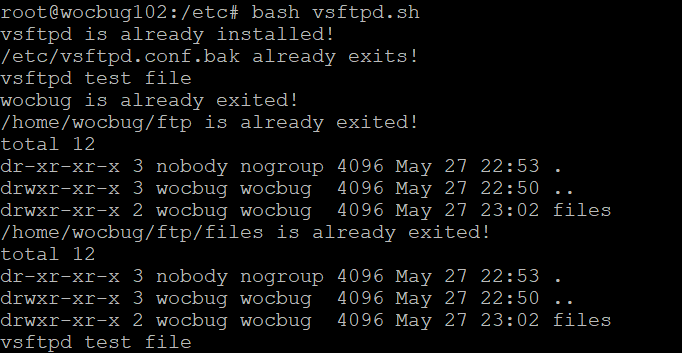 root@wocbug102:/etc# bash vsftpd.sh
vsftpd is already installed!
/etc/vsftpd.conf.bak already exits!
vsftpd test file
wocbug is already exited!
/home/wocbug/ftp is already exited!
total 12
dr-xr-xr-x 3 nobody nogroup 4096 May 27 22:53 .
drwxr-xr-x 3 wocbug wocbug  4096 May 27 22:50 ..
drwxr-xr-x 2 wocbug wocbug  4096 May 27 23:02 files
/home/wocbug/ftp/files is already exited!
total 12
dr-xr-xr-x 3 nobody nogroup 4096 May 27 22:53 .
drwxr-xr-x 3 wocbug wocbug  4096 May 27 22:50 ..
drwxr-xr-x 2 wocbug wocbug  4096 May 27 23:02 files
vsftpd test file